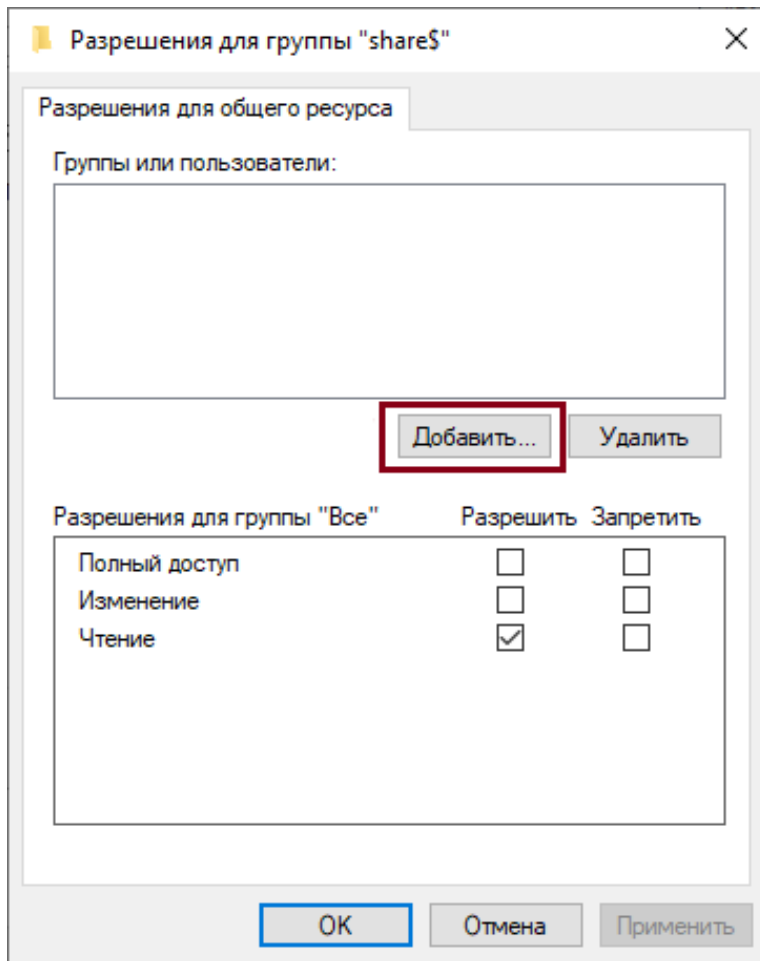 Разрешения для группы "share$"
Разрешения для общего ресурса
Группы или пользователи:
Добавить... Удалить
Разрешения для группы "Все" Разрешить Запретить
Полный доступ
Изменение
Чтение
OK Отмена Применить